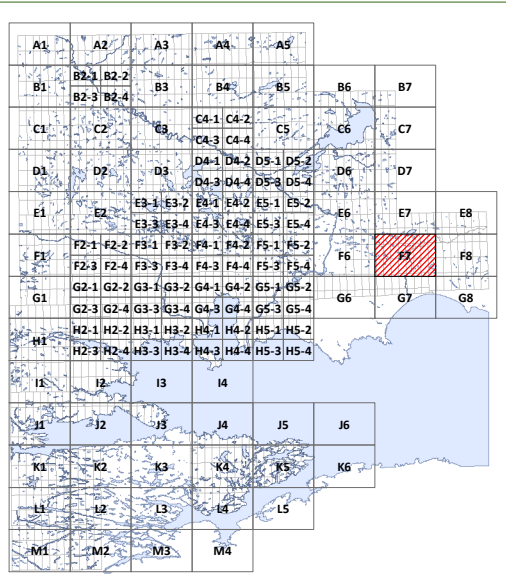 A1 A2 A3 A4 A5
B1 B2-1 B2-2 B3 B4 B5 B6 B7
B2-3 B2-4
C1 C2 C3 C4-1 C4-2 C5 C6 C7
C4-3 C4-4
D1 D2 D3 D4-1 D4-2 D5-1 D5-2 D6 D7
D4-3 D4-4 D5-3 D5-4
E1 E2 E3-1 E3-2 E4-1 E4-2 E5-1 E5-2 E6 E7 E8
E3-3 E3-4 E4-3 E4-4 E5-3 E5-4
F1 F2-1 F2-2 F3-1 F3-2 F4-1 F4-2 F5-1 F5-2 F6 F7 F8
F2-3 F2-4 F3-3 F3-4 F4-3 F4-4 F5-3 F5-4
G1 G2-1 G2-2 G3-1 G3-2 G4-1 G4-2 G5-1 G5-2 G6 G7 G8
G2-3 G2-4 G3-3 G3-4 G4-3 G4-4 G5-3 G5-4
H1 H2-1 H2-2 H3-1 H3-2 H4-1 H4-2 H5-1 H5-2
H2-3 H2-4 H3-3 H3-4 H4-3 H4-4 H5-3 H5-4
I1 I2 I3 I4
J1 J2 J3 J4 J5 J6
K1 K2 K3 K4 K5 K6
L1 L2 L3 L4 L5
M1 M2 M3 M4